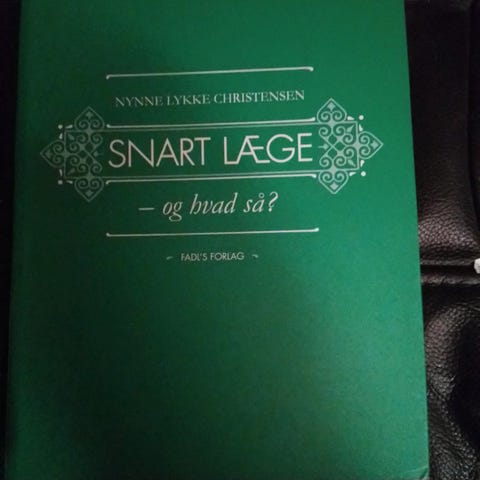 NYNNE LYKKE CHRISTENSEN
SNART LÆGE
– og hvad så?
~ FADL'S FORLAG ~